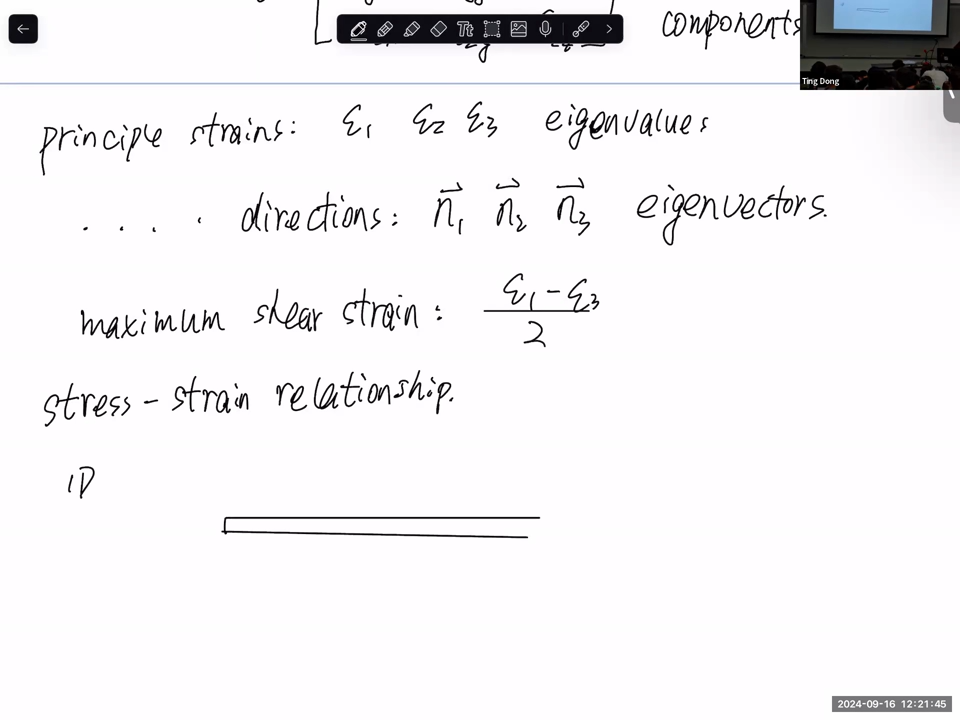 components
Ting Dong
principle strains: ε₁ ε₂ ε₃ eigenvalues
. . . . directions: n⃗₁ n⃗₂ n⃗₃ eigenvectors.
maximum shear strain: (ε₁ - ε₃)/2
stress - strain relationship.
1D
2024-09-16 12:21:45